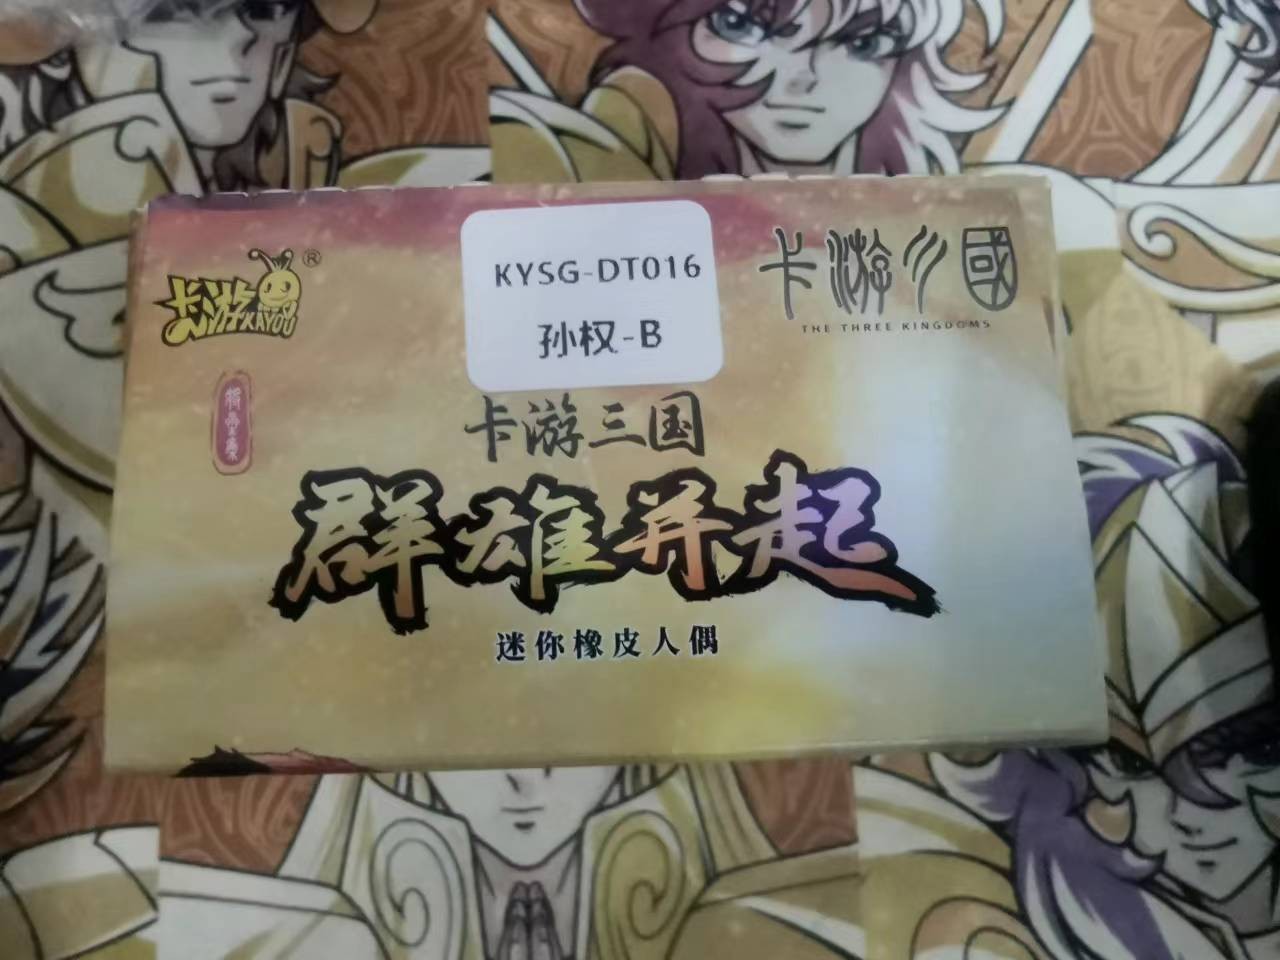 卡游
KAYOU
®
KYSG-DT016
孙权-B
卡游三國
THE THREE KINGDOMS
卡游三国
群雄并起
迷你橡皮人偶